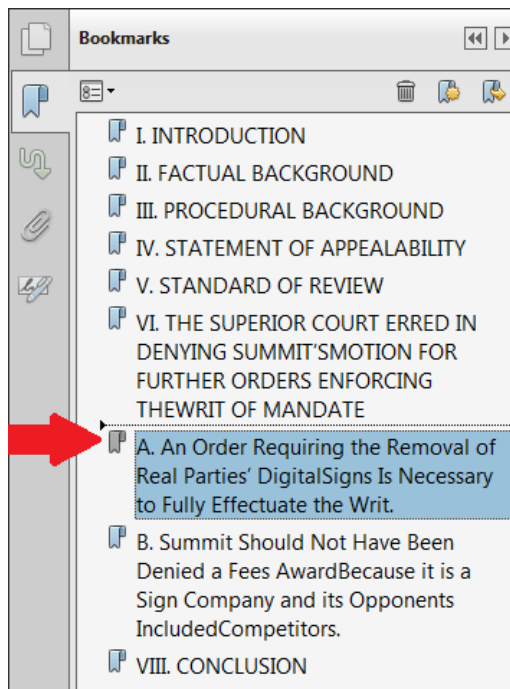 Bookmarks
I. INTRODUCTION
II. FACTUAL BACKGROUND
III. PROCEDURAL BACKGROUND
IV. STATEMENT OF APPEALABILITY
V. STANDARD OF REVIEW
VI. THE SUPERIOR COURT ERRED IN
DENYING SUMMIT'SMOTION FOR
FURTHER ORDERS ENFORCING
THEWRIT OF MANDATE
A. An Order Requiring the Removal of
Real Parties' DigitalSigns Is Necessary
to Fully Effectuate the Writ.
B. Summit Should Not Have Been
Denied a Fees AwardBecause it is a
Sign Company and its Opponents
IncludedCompetitors.
VIII. CONCLUSION